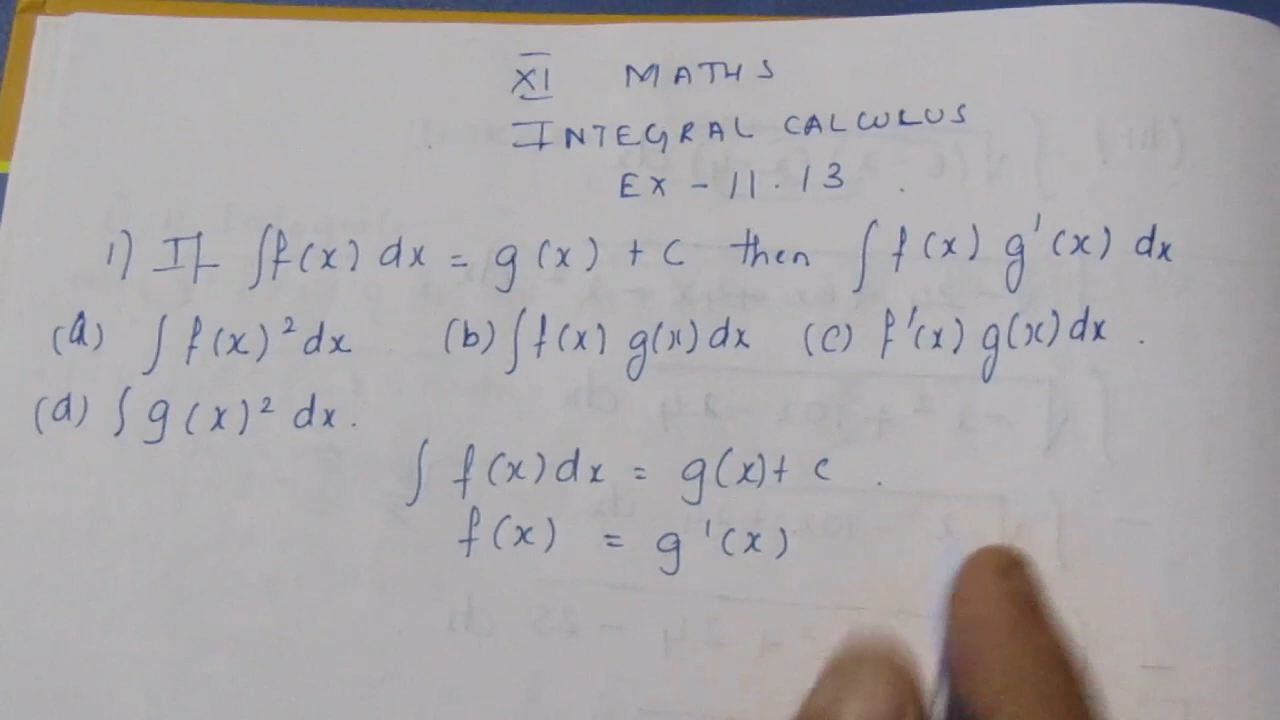 XI MATHS
INTEGRAL CALCULUS
EX - 11.13
1) If ∫f(x) dx = g(x) + c then ∫ f(x) g'(x) dx
(a) ∫ f(x)² dx (b) ∫ f(x) g(x) dx (c) f'(x) g(x) dx .
(d) ∫ g(x)² dx.
∫ f(x) dx = g(x) + c .
f(x) = g'(x)